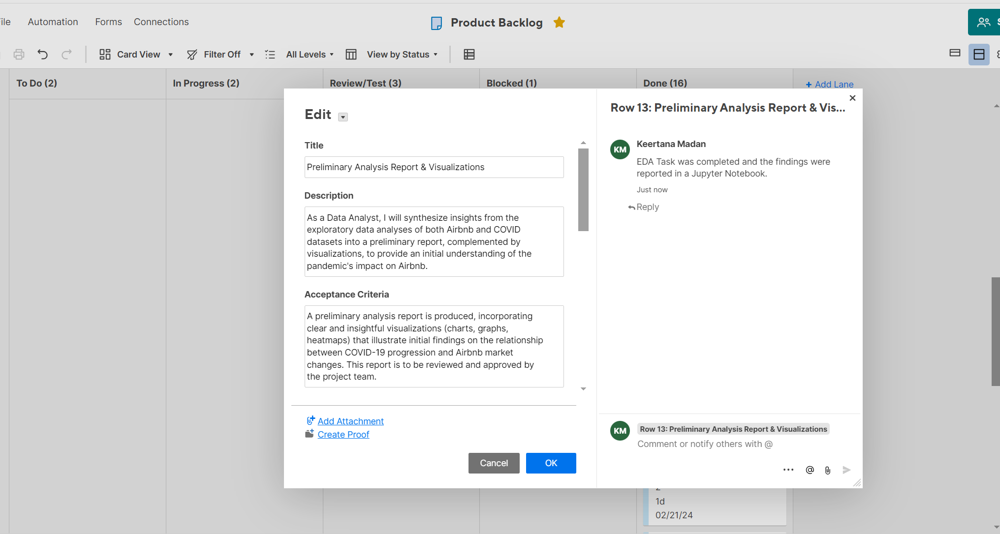 ile Automation Forms Connections
Product Backlog
Card View Filter Off All Levels View by Status
To Do (2) In Progress (2) Review/Test (3) Blocked (1) Done (16) + Add Lane
Edit
Title
Preliminary Analysis Report & Visualizations
Description
As a Data Analyst, I will synthesize insights from the
exploratory data analyses of both Airbnb and COVID
datasets into a preliminary report, complemented by
visualizations, to provide an initial understanding of the
pandemic's impact on Airbnb.
Acceptance Criteria
A preliminary analysis report is produced, incorporating
clear and insightful visualizations (charts, graphs,
heatmaps) that illustrate initial findings on the relationship
between COVID-19 progression and Airbnb market
changes. This report is to be reviewed and approved by
the project team.
Add Attachment
Create Proof
Cancel OK
Row 13: Preliminary Analysis Report & Vis...
KM Keertana Madan
EDA Task was completed and the findings were
reported in a Jupyter Notebook.
Just now
Reply
KM Row 13: Preliminary Analysis Report & Visualizations
Comment or notify others with @
1d
02/21/24